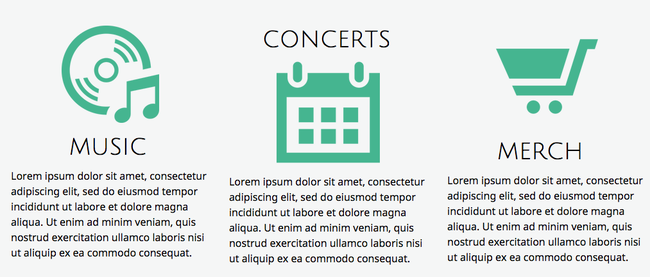 MUSIC
Lorem ipsum dolor sit amet, consectetur
adipiscing elit, sed do eiusmod tempor
incididunt ut labore et dolore magna
aliqua. Ut enim ad minim veniam, quis
nostrud exercitation ullamco laboris nisi
ut aliquip ex ea commodo consequat.
CONCERTS
Lorem ipsum dolor sit amet, consectetur
adipiscing elit, sed do eiusmod tempor
incididunt ut labore et dolore magna
aliqua. Ut enim ad minim veniam, quis
nostrud exercitation ullamco laboris nisi
ut aliquip ex ea commodo consequat.
MERCH
Lorem ipsum dolor sit amet, consectetur
adipiscing elit, sed do eiusmod tempor
incididunt ut labore et dolore magna
aliqua. Ut enim ad minim veniam, quis
nostrud exercitation ullamco laboris nisi
ut aliquip ex ea commodo consequat.